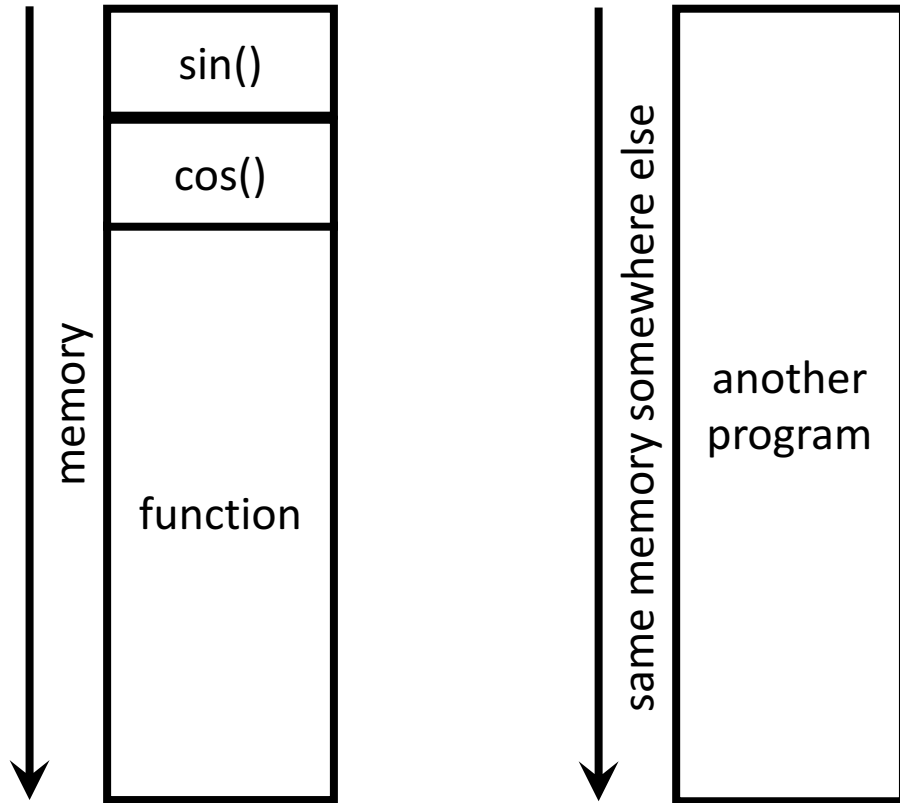 memory
sin()
cos()
function
same memory somewhere else
another
program